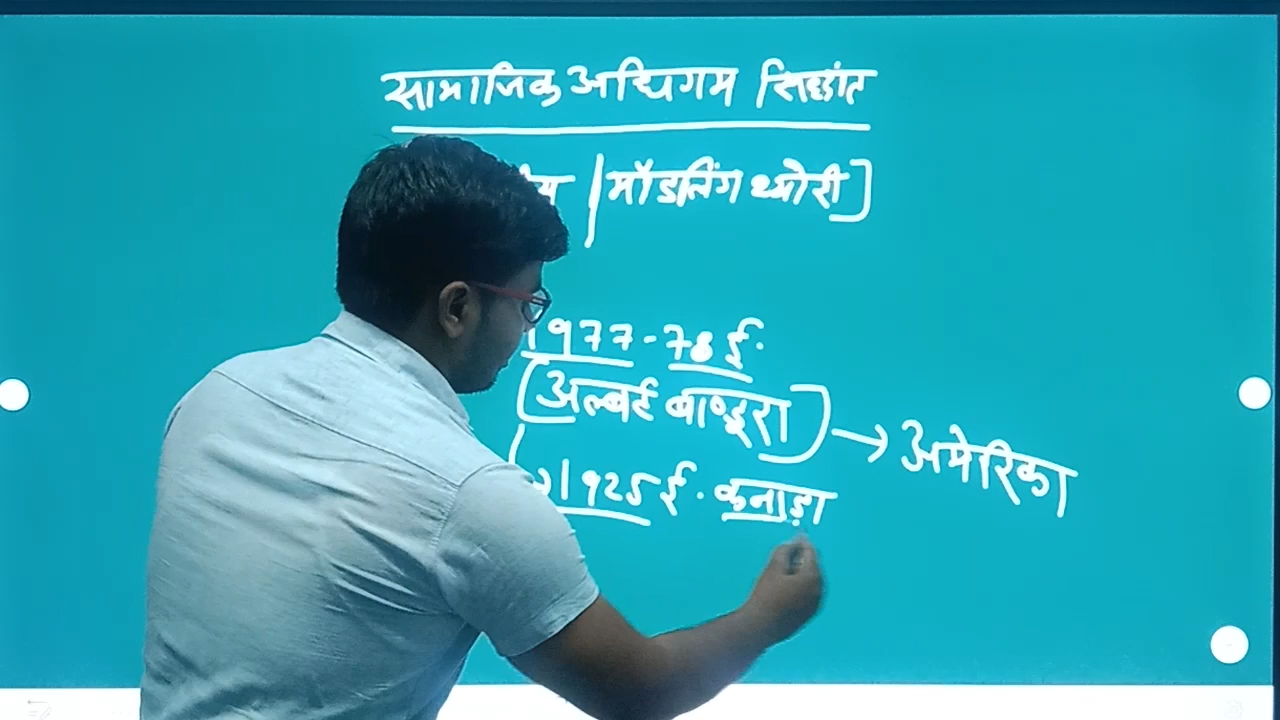 सामाजिक अधिगम सिद्धांत
| मॉडलिंग थ्योरी]
1977-78 ई.
(अल्बर्ट बाण्डूरा) → अमेरिका
1925 ई. कनाड़ा